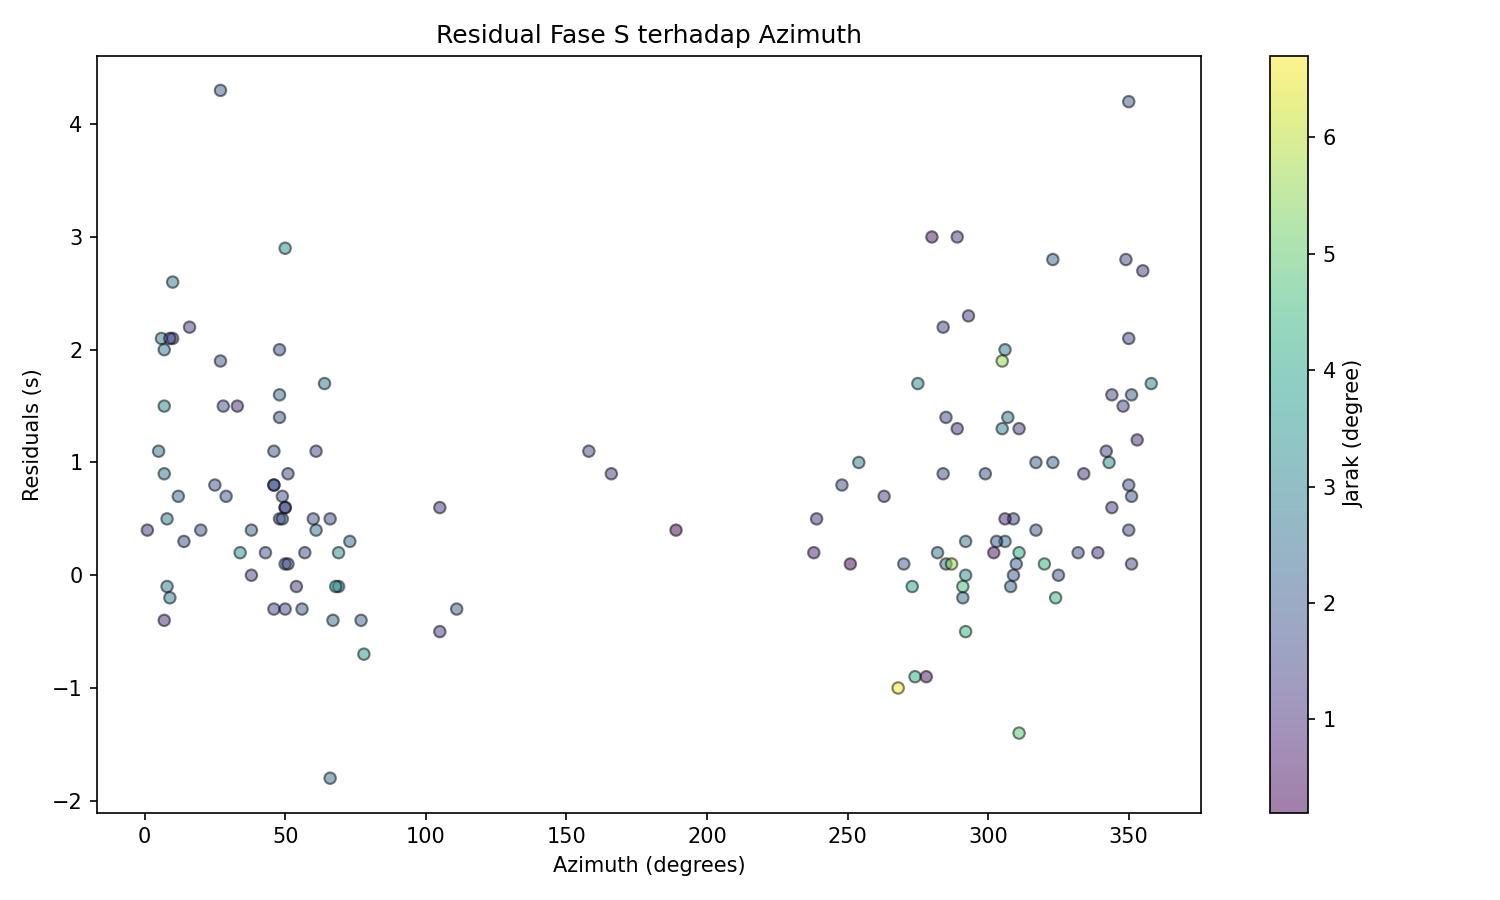 Residual Fase S terhadap Azimuth
Residuals (s)
4
3
2
1
0
−1
−2
0 50 100 150 200 250 300 350
Azimuth (degrees)
6
5
4
3
2
1
Jarak (degree)